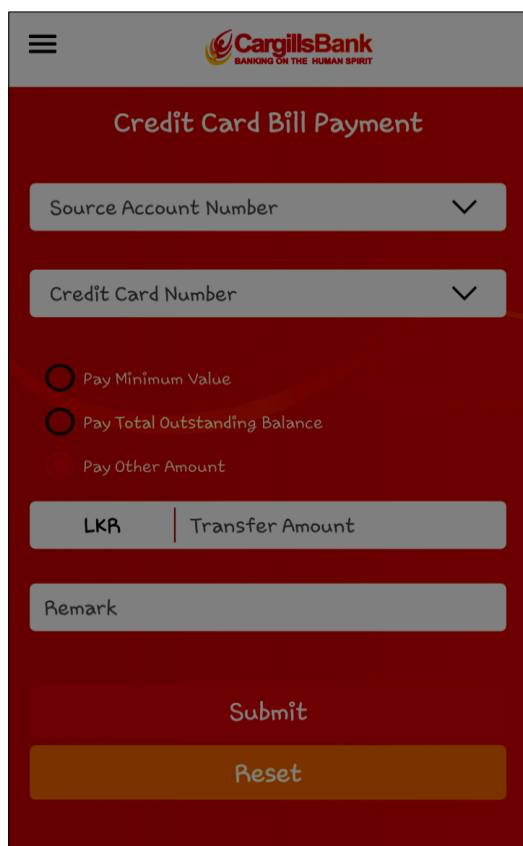 CargillsBank
BANKING ON THE HUMAN SPIRIT
Credit Card Bill Payment
Source Account Number
Credit Card Number
Pay Minimum Value
Pay Total Outstanding Balance
Pay Other Amount
LKR Transfer Amount
Remark
Submit
Reset